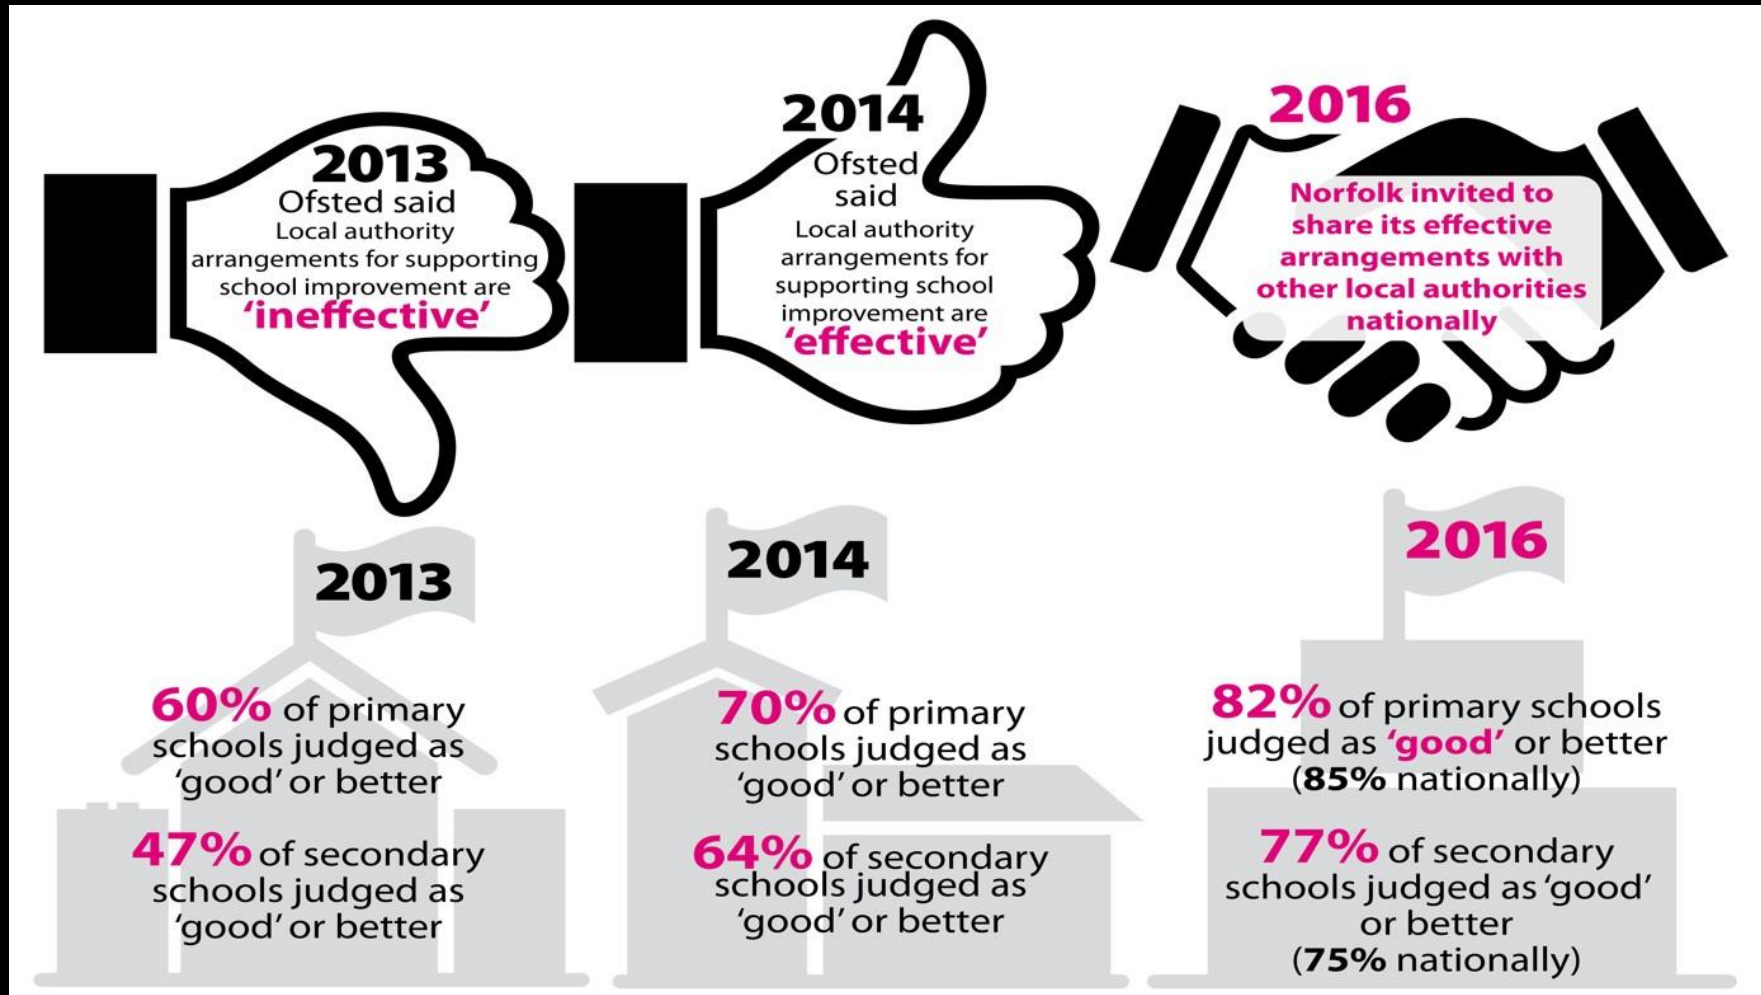 2013
Ofsted said
Local authority
arrangements for supporting
school improvement are
‘ineffective’
2014
Ofsted
said
Local authority
arrangements for
supporting school
improvement are
‘effective’
2016
Norfolk invited to
share its effective
arrangements with
other local authorities
nationally
2013
60% of primary
schools judged as
‘good’ or better
47% of secondary
schools judged as
‘good’ or better
2014
70% of primary
schools judged as
‘good’ or better
64% of secondary
schools judged as
‘good’ or better
2016
82% of primary schools
judged as ‘good’ or better
(85% nationally)
77% of secondary
schools judged as ‘good’
or better
(75% nationally)